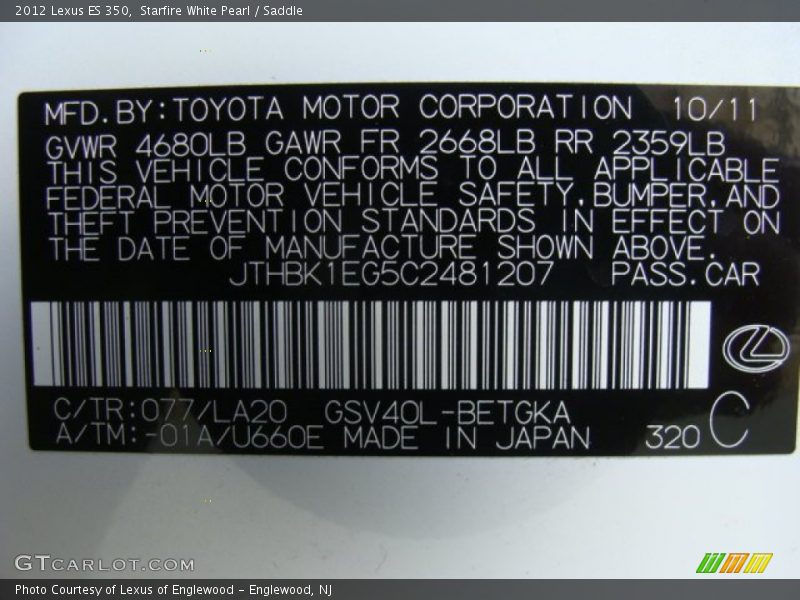 2012 Lexus ES 350,  Starfire White Pearl / Saddle
MFD.BY:TOYOTA MOTOR CORPORATION 10/11
GVWR 4680LB GAWR FR 2668LB RR 2359LB
THIS VEHICLE CONFORMS TO ALL APPLICABLE
FEDERAL MOTOR VEHICLE SAFETY,BUMPER,AND
THEFT PREVENTION STANDARDS IN EFFECT ON
THE DATE OF MANUFACTURE SHOWN ABOVE.
JTHBK1EG5C2481207 PASS.CAR
C/TR:077/LA20 GSV40L-BETGKA
A/TM:-01A/U660E MADE IN JAPAN 320 C
GTCARLOT.COM
Photo Courtesy of Lexus of Englewood - Englewood, NJ